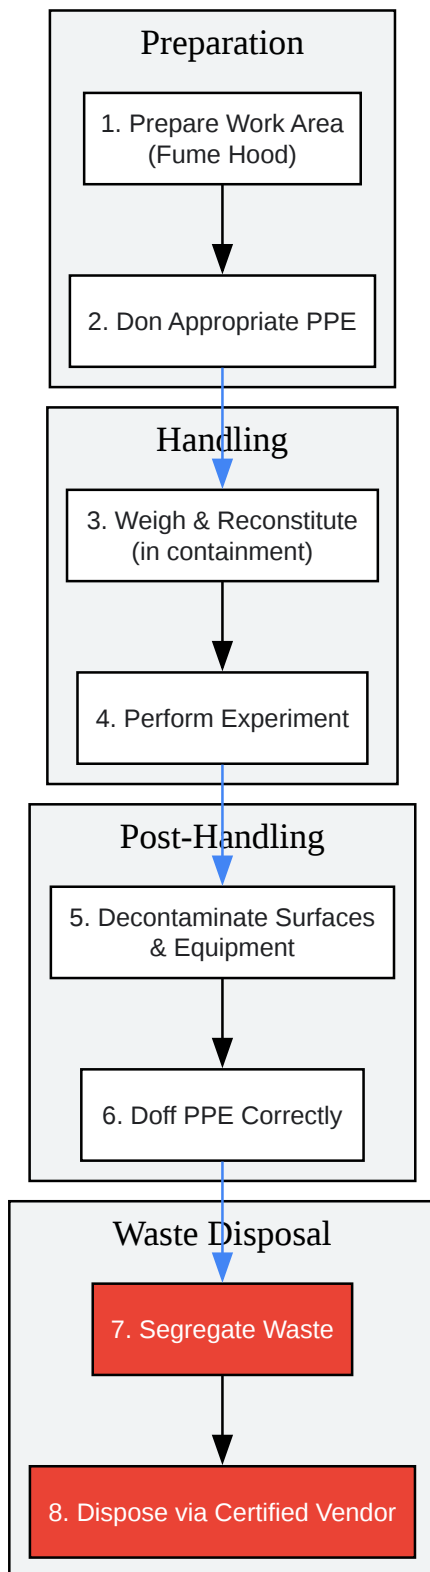 Preparation
1. Prepare Work Area
(Fume Hood)
2. Don Appropriate PPE
Handling
3. Weigh & Reconstitute
(in containment)
4. Perform Experiment
Post-Handling
5. Decontaminate Surfaces
& Equipment
6. Doff PPE Correctly
Waste Disposal
7. Segregate Waste
8. Dispose via Certified Vendor